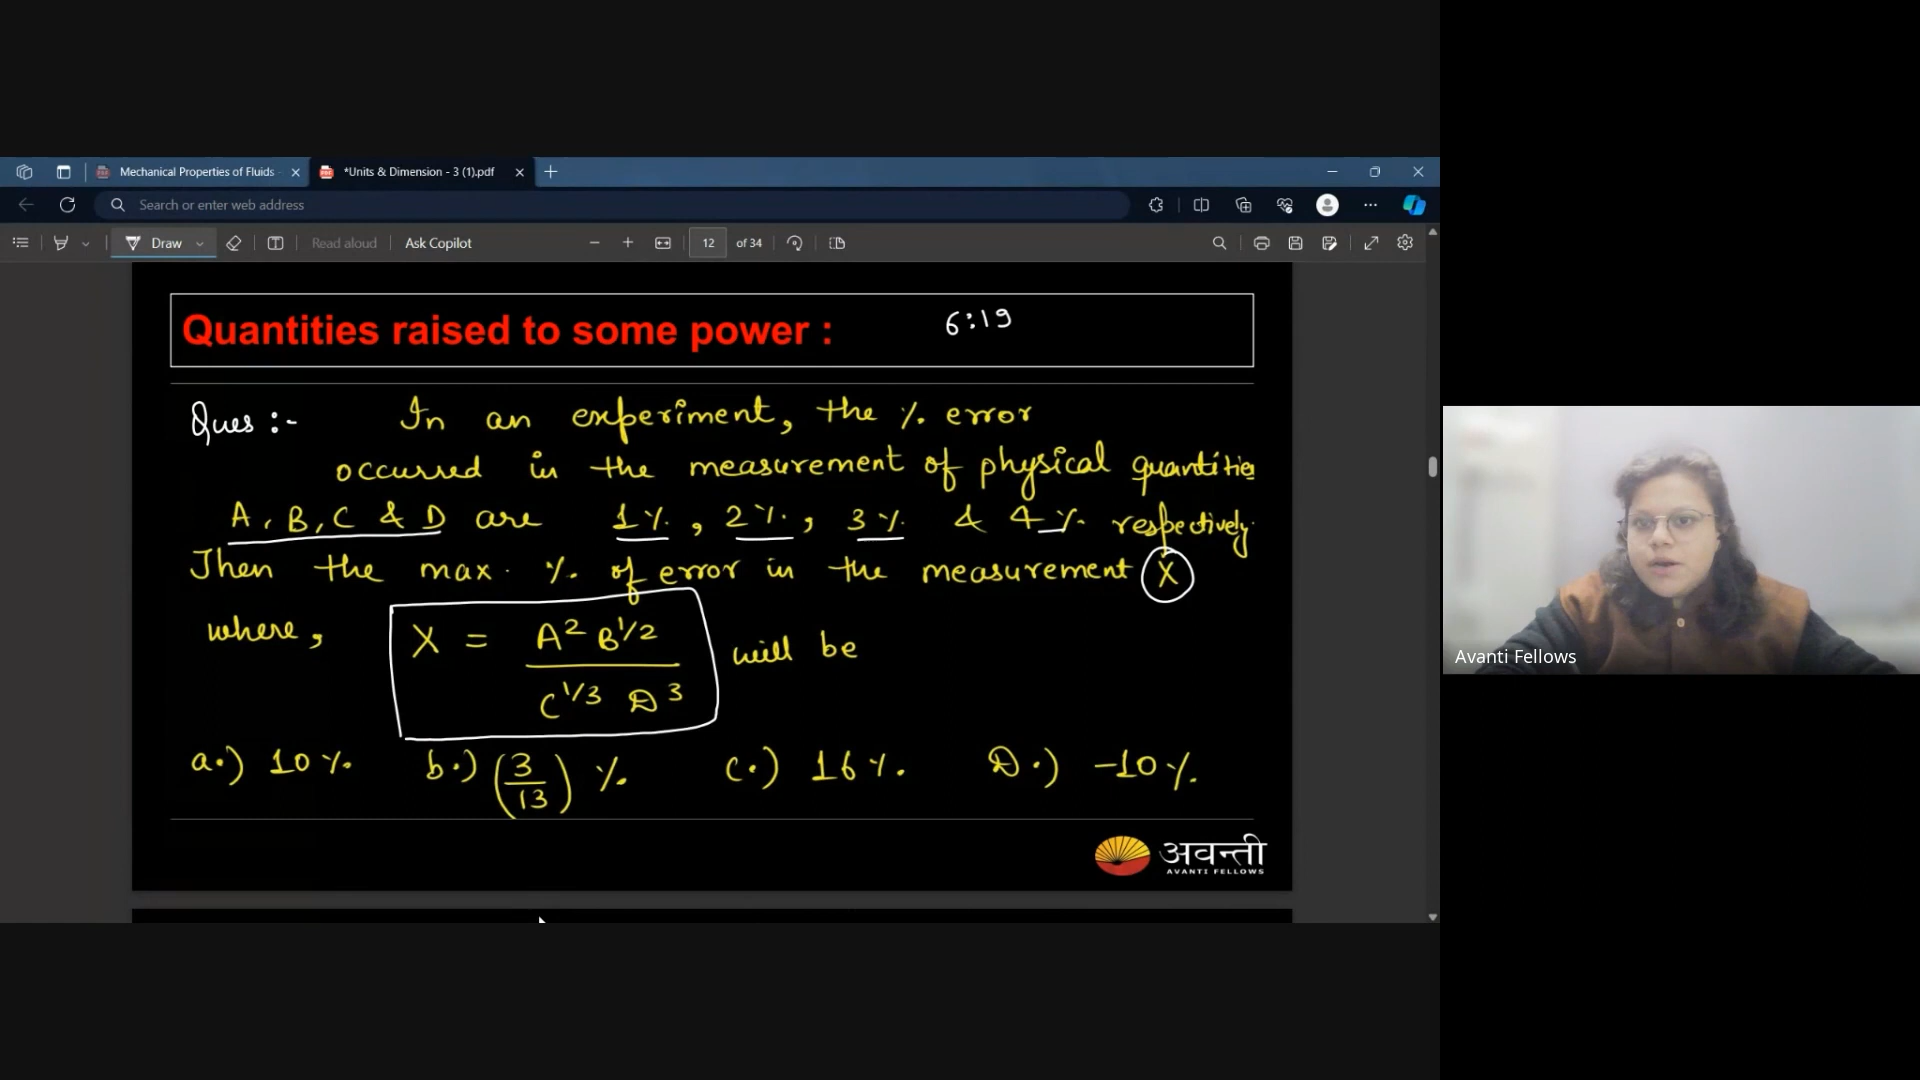 Mechanical Properties of Fluids
*Units & Dimension - 3 (1).pdf
Search or enter web address
Draw
Read aloud
Ask Copilot
12 of 34
Quantities raised to some power :
6:19
Ques :- In an experiment, the % error
occurred in the measurement of physical quantities
A, B, C & D are 1%, 2%, 3% & 4% respectively.
Then the max. % of error in the measurement X
where, X = A² B^1/2 / C^1/3 D³ will be
a.) 10% b.) (3/13) % c.) 16% D.) -10%
अवन्ती
AVANTI FELLOWS
Avanti Fellows